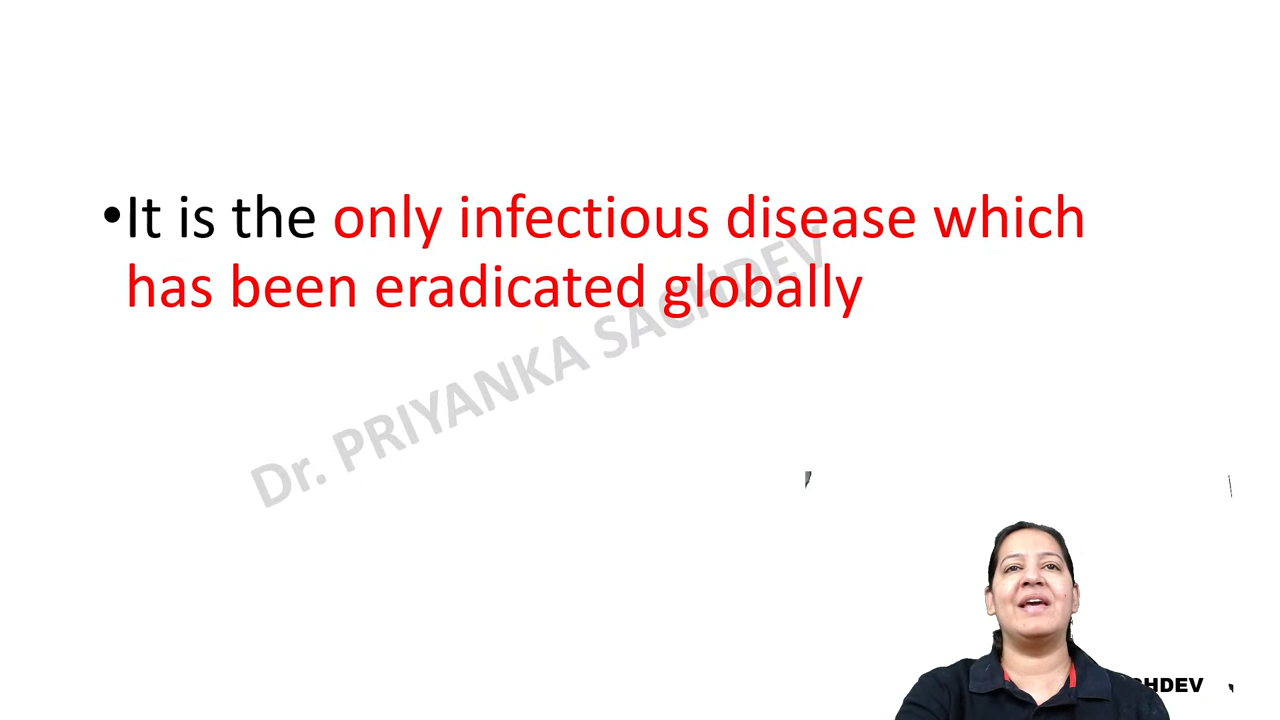 •It is the only infectious disease which
has been eradicated globally
Dr. PRIYANKA SACHDEV